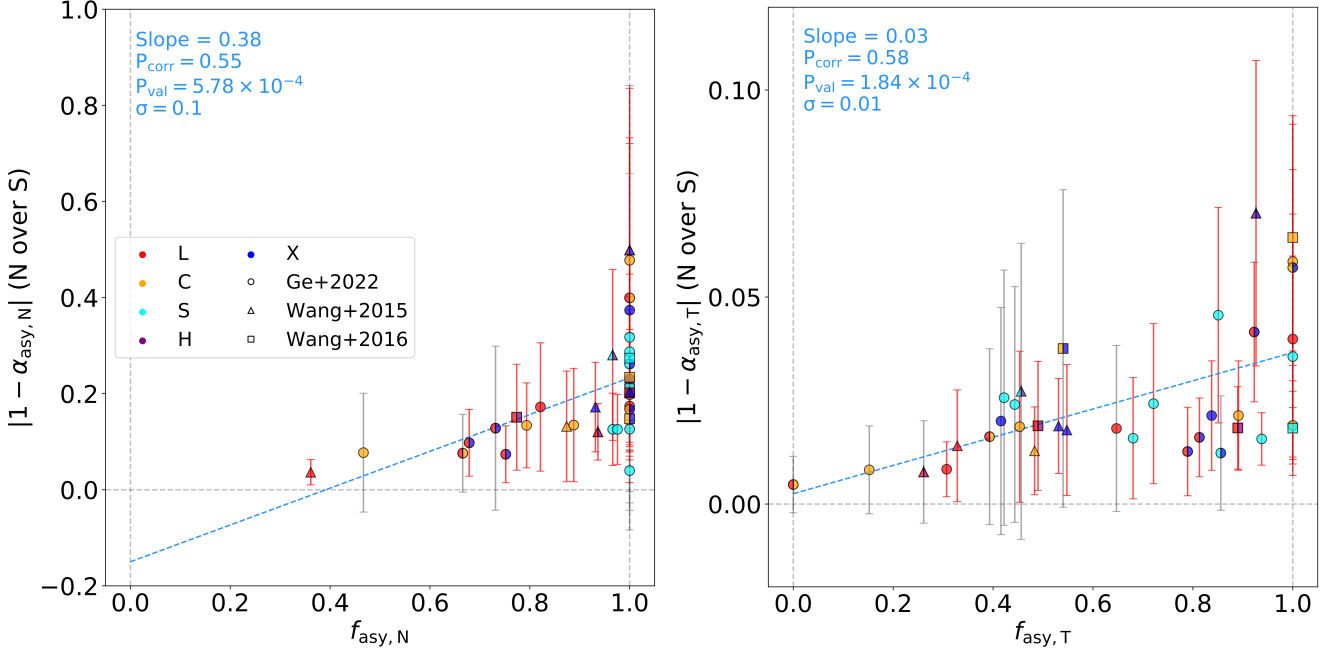 Slope = 0.38
P_corr = 0.55
P_val = 5.78 × 10⁻⁴
σ = 0.1
|1 − α_asy, N| (N over S)
1.0
0.8
0.6
0.4
0.2
0.0
−0.2
L
C
S
H
X
Ge+2022
Wang+2015
Wang+2016
0.0 0.2 0.4 0.6 0.8 1.0
f_asy, N
Slope = 0.03
P_corr = 0.58
P_val = 1.84 × 10⁻⁴
σ = 0.01
|1 − α_asy, T| (N over S)
0.10
0.05
0.00
0.0 0.2 0.4 0.6 0.8 1.0
f_asy, T